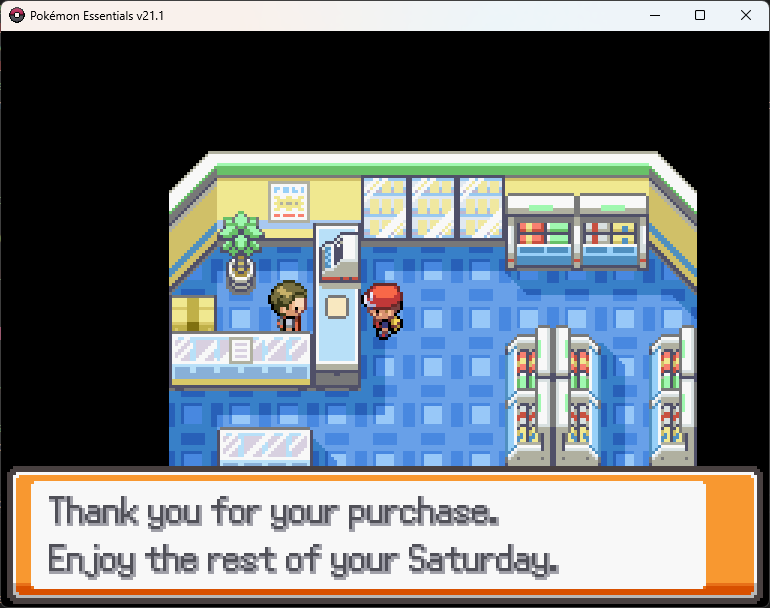 Pokémon Essentials v21.1
Thank you for your purchase.
Enjoy the rest of your Saturday.